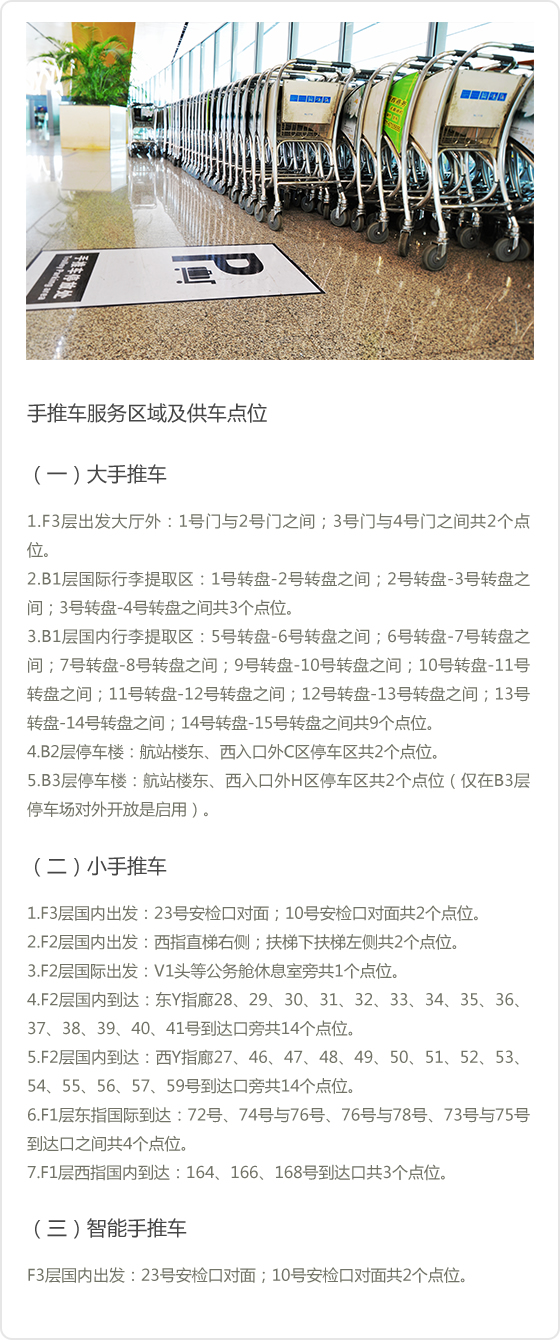 P
手推车停放处
Trolley Parking area
手推车服务区域及供车点位
（一）大手推车
1.F3层出发大厅外：1号门与2号门之间；3号门与4号门之间共2个点
位。
2.B1层国际行李提取区：1号转盘-2号转盘之间；2号转盘-3号转盘之
间；3号转盘-4号转盘之间共3个点位。
3.B1层国内行李提取区：5号转盘-6号转盘之间；6号转盘-7号转盘之
间；7号转盘-8号转盘之间；9号转盘-10号转盘之间；10号转盘-11号
转盘之间；11号转盘-12号转盘之间；12号转盘-13号转盘之间；13号
转盘-14号转盘之间；14号转盘-15号转盘之间共9个点位。
4.B2层停车楼：航站楼东、西入口外C区停车区共2个点位。
5.B3层停车楼：航站楼东、西入口外H区停车区共2个点位（仅在B3层
停车场对外开放是启用）。
（二）小手推车
1.F3层国内出发：23号安检口对面；10号安检口对面共2个点位。
2.F2层国内出发：西指直梯右侧；扶梯下扶梯左侧共2个点位。
3.F2层国际出发：V1头等公务舱休息室旁共1个点位。
4.F2层国内到达：东Y指廊28、29、30、31、32、33、34、35、36、
37、38、39、40、41号到达口旁共14个点位。
5.F2层国内到达：西Y指廊27、46、47、48、49、50、51、52、53、
54、55、56、57、59号到达口旁共14个点位。
6.F1层东指国际到达：72号、74号与76号、76号与78号、73号与75号
到达口之间共4个点位。
7.F1层西指国内到达：164、166、168号到达口共3个点位。
（三）智能手推车
F3层国内出发：23号安检口对面；10号安检口对面共2个点位。